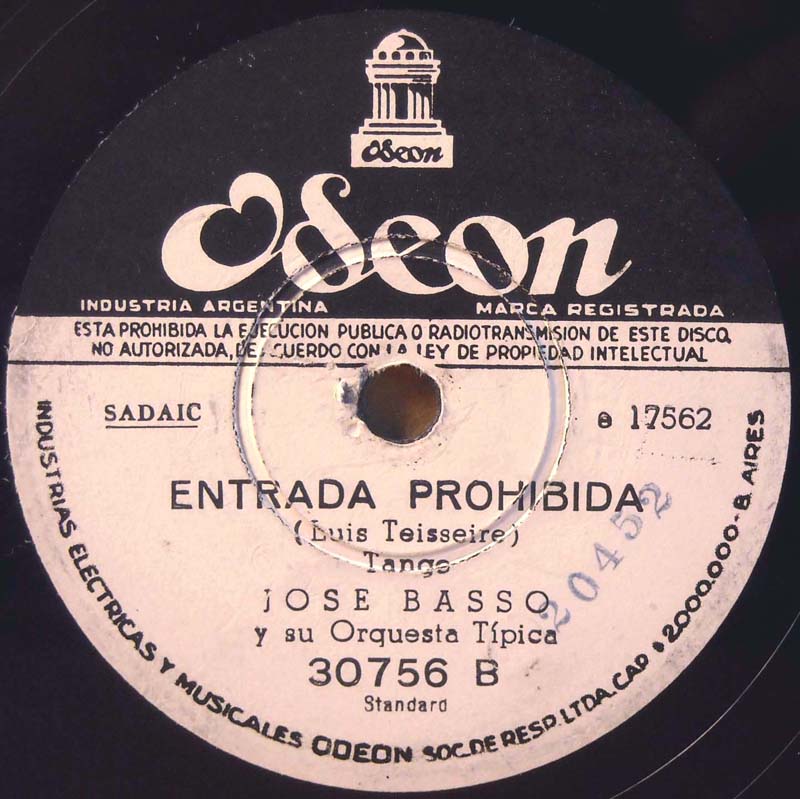 Odeon
Odeon
INDUSTRIA ARGENTINA MARCA REGISTRADA
ESTA PROHIBIDA LA EJECUCION PUBLICA O RADIOTRANSMISION DE ESTE DISCO,
NO AUTORIZADA, DE CUERDO CON LA LEY DE PROPIEDAD INTELECTUAL
SADAIC e 17562
ENTRADA PROHIBIDA
(Luis Teisseire)
Tango
20452
JOSE BASSO
y su Orquesta Típica
30756 B
Standard
INDUSTRIAS ELÉCTRICAS Y MUSICALES ODEON SOC. DE RESP. LTDA. CAP. $ 2.000.000 - B. AIRES